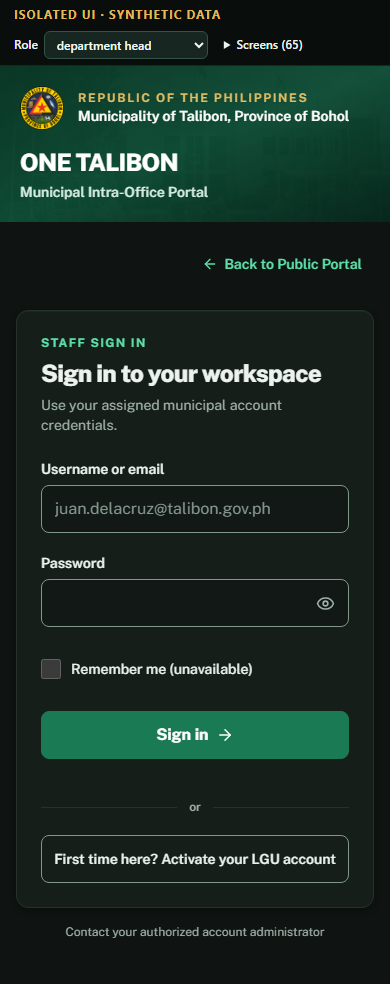 ISOLATED UI · SYNTHETIC DATA
Role department head ▶ Screens (65)
REPUBLIC OF THE PHILIPPINES
Municipality of Talibon, Province of Bohol
ONE TALIBON
Municipal Intra-Office Portal
← Back to Public Portal
STAFF SIGN IN
Sign in to your workspace
Use your assigned municipal account
credentials.
Username or email
juan.delacruz@talibon.gov.ph
Password
Remember me (unavailable)
Sign in →
or
First time here? Activate your LGU account
Contact your authorized account administrator